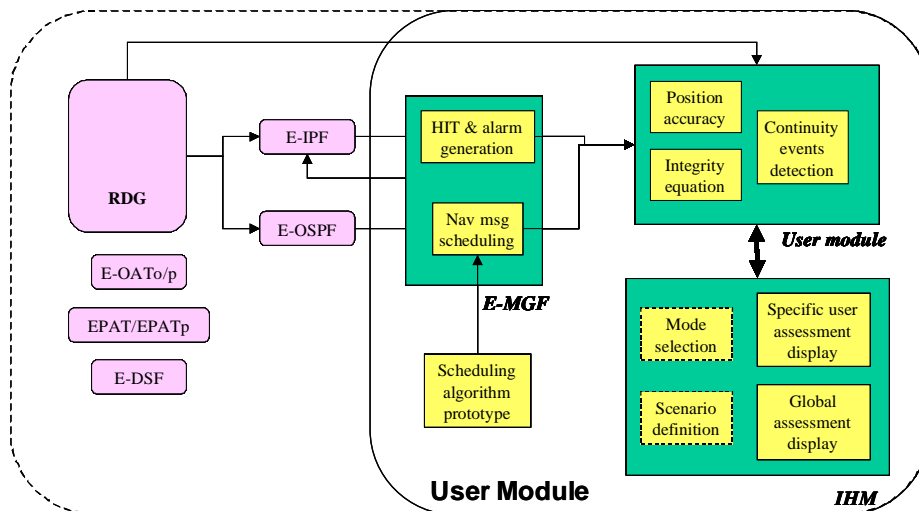 RDG
E-OATo/p
EPAT/EPATp
E-DSF
E-IPF
E-OSPF
HIT & alarm
generation
Nav msg
scheduling
E-MGF
Scheduling
algorithm
prototype
Position
accuracy
Integrity
equation
Continuity
events
detection
User module
Mode
selection
Specific user
assessment
display
Scenario
definition
Global
assessment
display
User Module
IHM